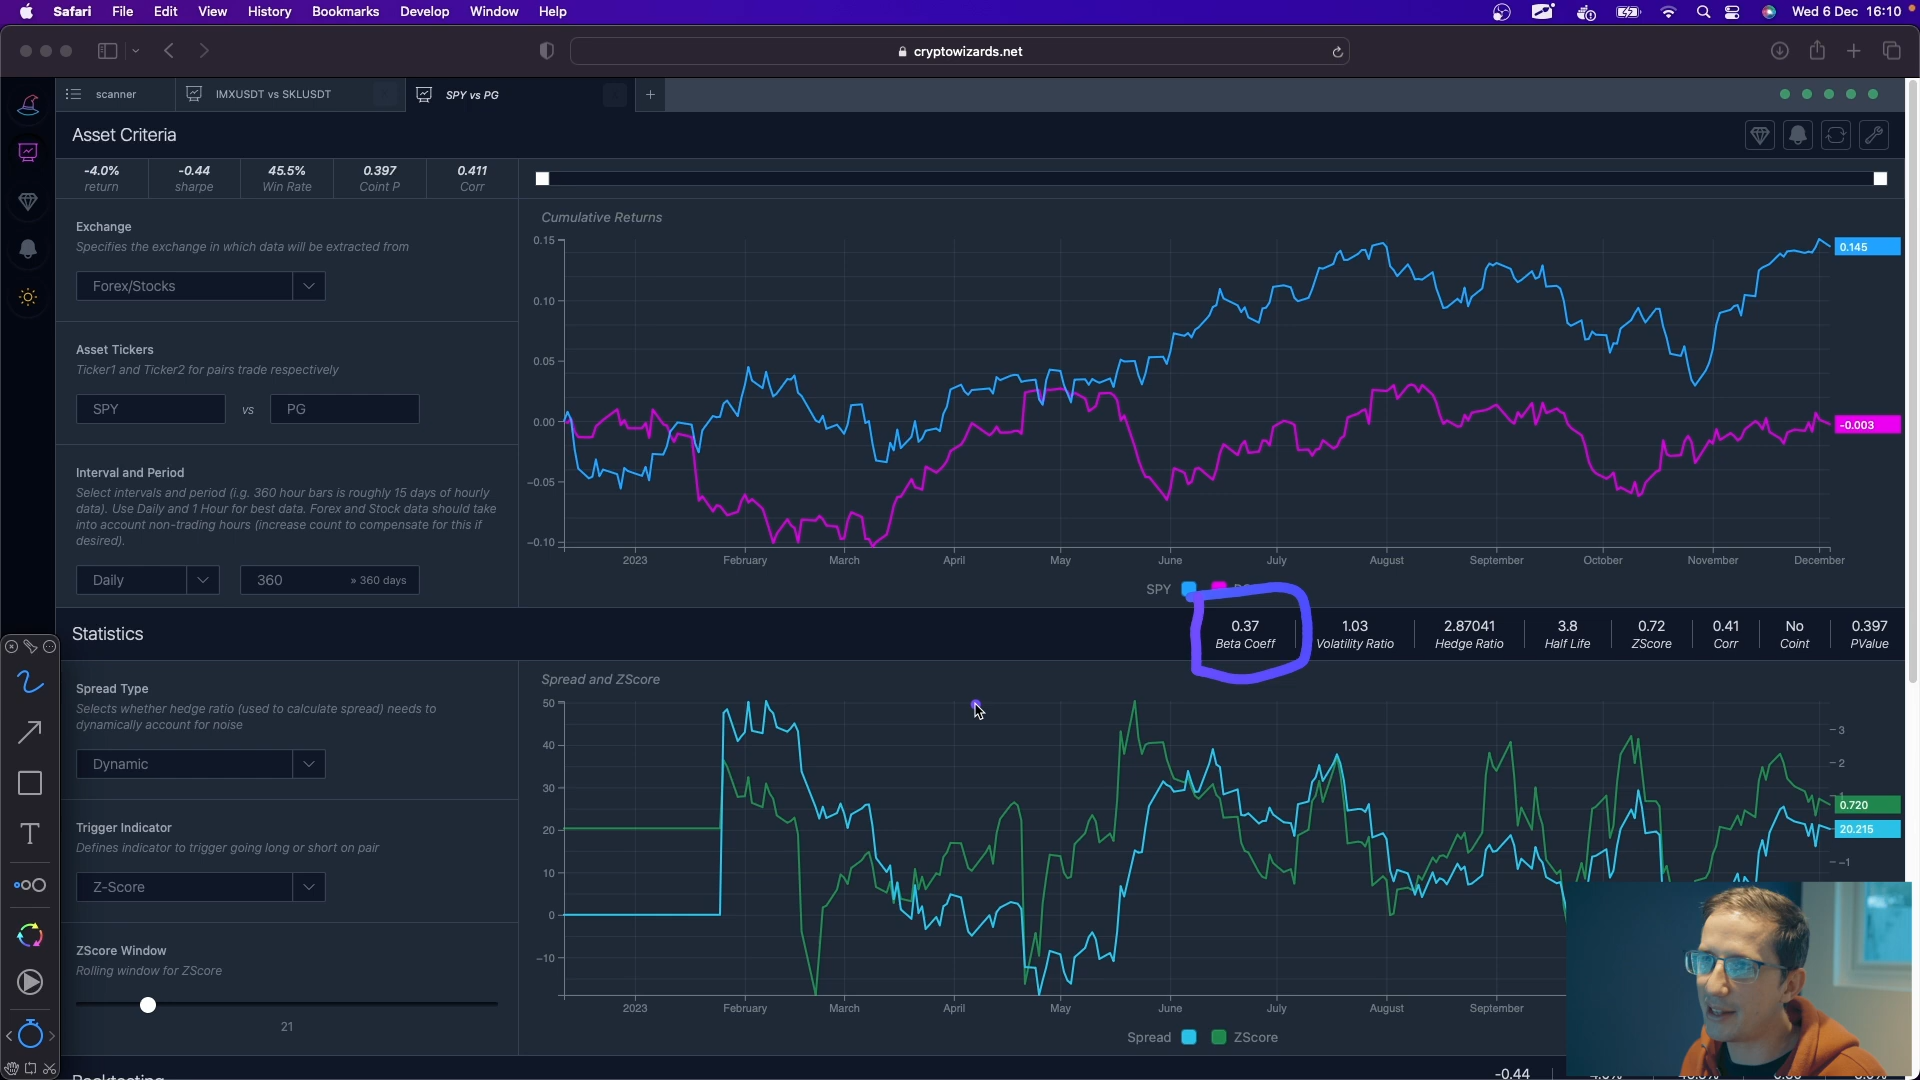 Safari File Edit View History Bookmarks Develop Window Help
Wed 6 Dec 16:10
cryptowizards.net
scanner
IMXUSDT vs SKLUSDT
SPY vs PG
Asset Criteria
-4.0% -0.44 45.5% 0.397 0.411
return sharpe Win Rate Coint P Corr
Exchange
Specifies the exchange in which data will be extracted from
Forex/Stocks
Asset Tickers
Ticker1 and Ticker2 for pairs trade respectively
SPY vs PG
Interval and Period
Select intervals and period (i.g. 360 hour bars is roughly 15 days of hourly
data). Use Daily and 1 Hour for best data. Forex and Stock data should take
into account non-trading hours (increase count to compensate for this if
desired).
Daily 360 » 360 days
Cumulative Returns
0.15
0.10
0.05
0.00
-0.05
-0.10
0.145
-0.003
2023 February March April May June July August September October November December
SPY
Statistics
0.37 1.03 2.87041 3.8 0.72 0.41 No 0.397
Beta Coeff Volatility Ratio Hedge Ratio Half Life ZScore Corr Coint PValue
Spread Type
Selects whether hedge ratio (used to calculate spread) needs to
dynamically account for noise
Dynamic
Trigger Indicator
Defines indicator to trigger going long or short on pair
Z-Score
ZScore Window
Rolling window for ZScore
21
Spread and ZScore
50
40
30
20
10
0
-10
3
2
0.720
20.215
-1
2023 February March April May June July August September
Spread ZScore
-0.44